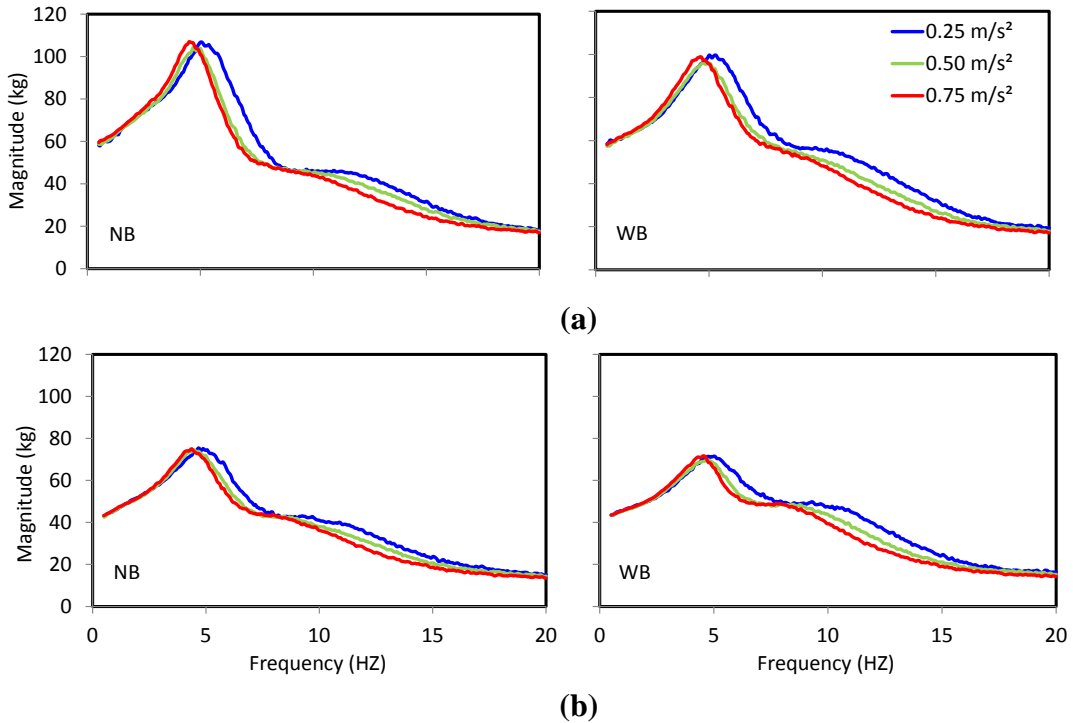 120
100
80
60
40
20
0
Magnitude (kg)
NB
WB
0.25 m/s²
0.50 m/s²
0.75 m/s²
(a)
120
100
80
60
40
20
0
Magnitude (kg)
NB
WB
0 5 10 15 20
0 5 10 15 20
Frequency (HZ)
Frequency (HZ)
(b)